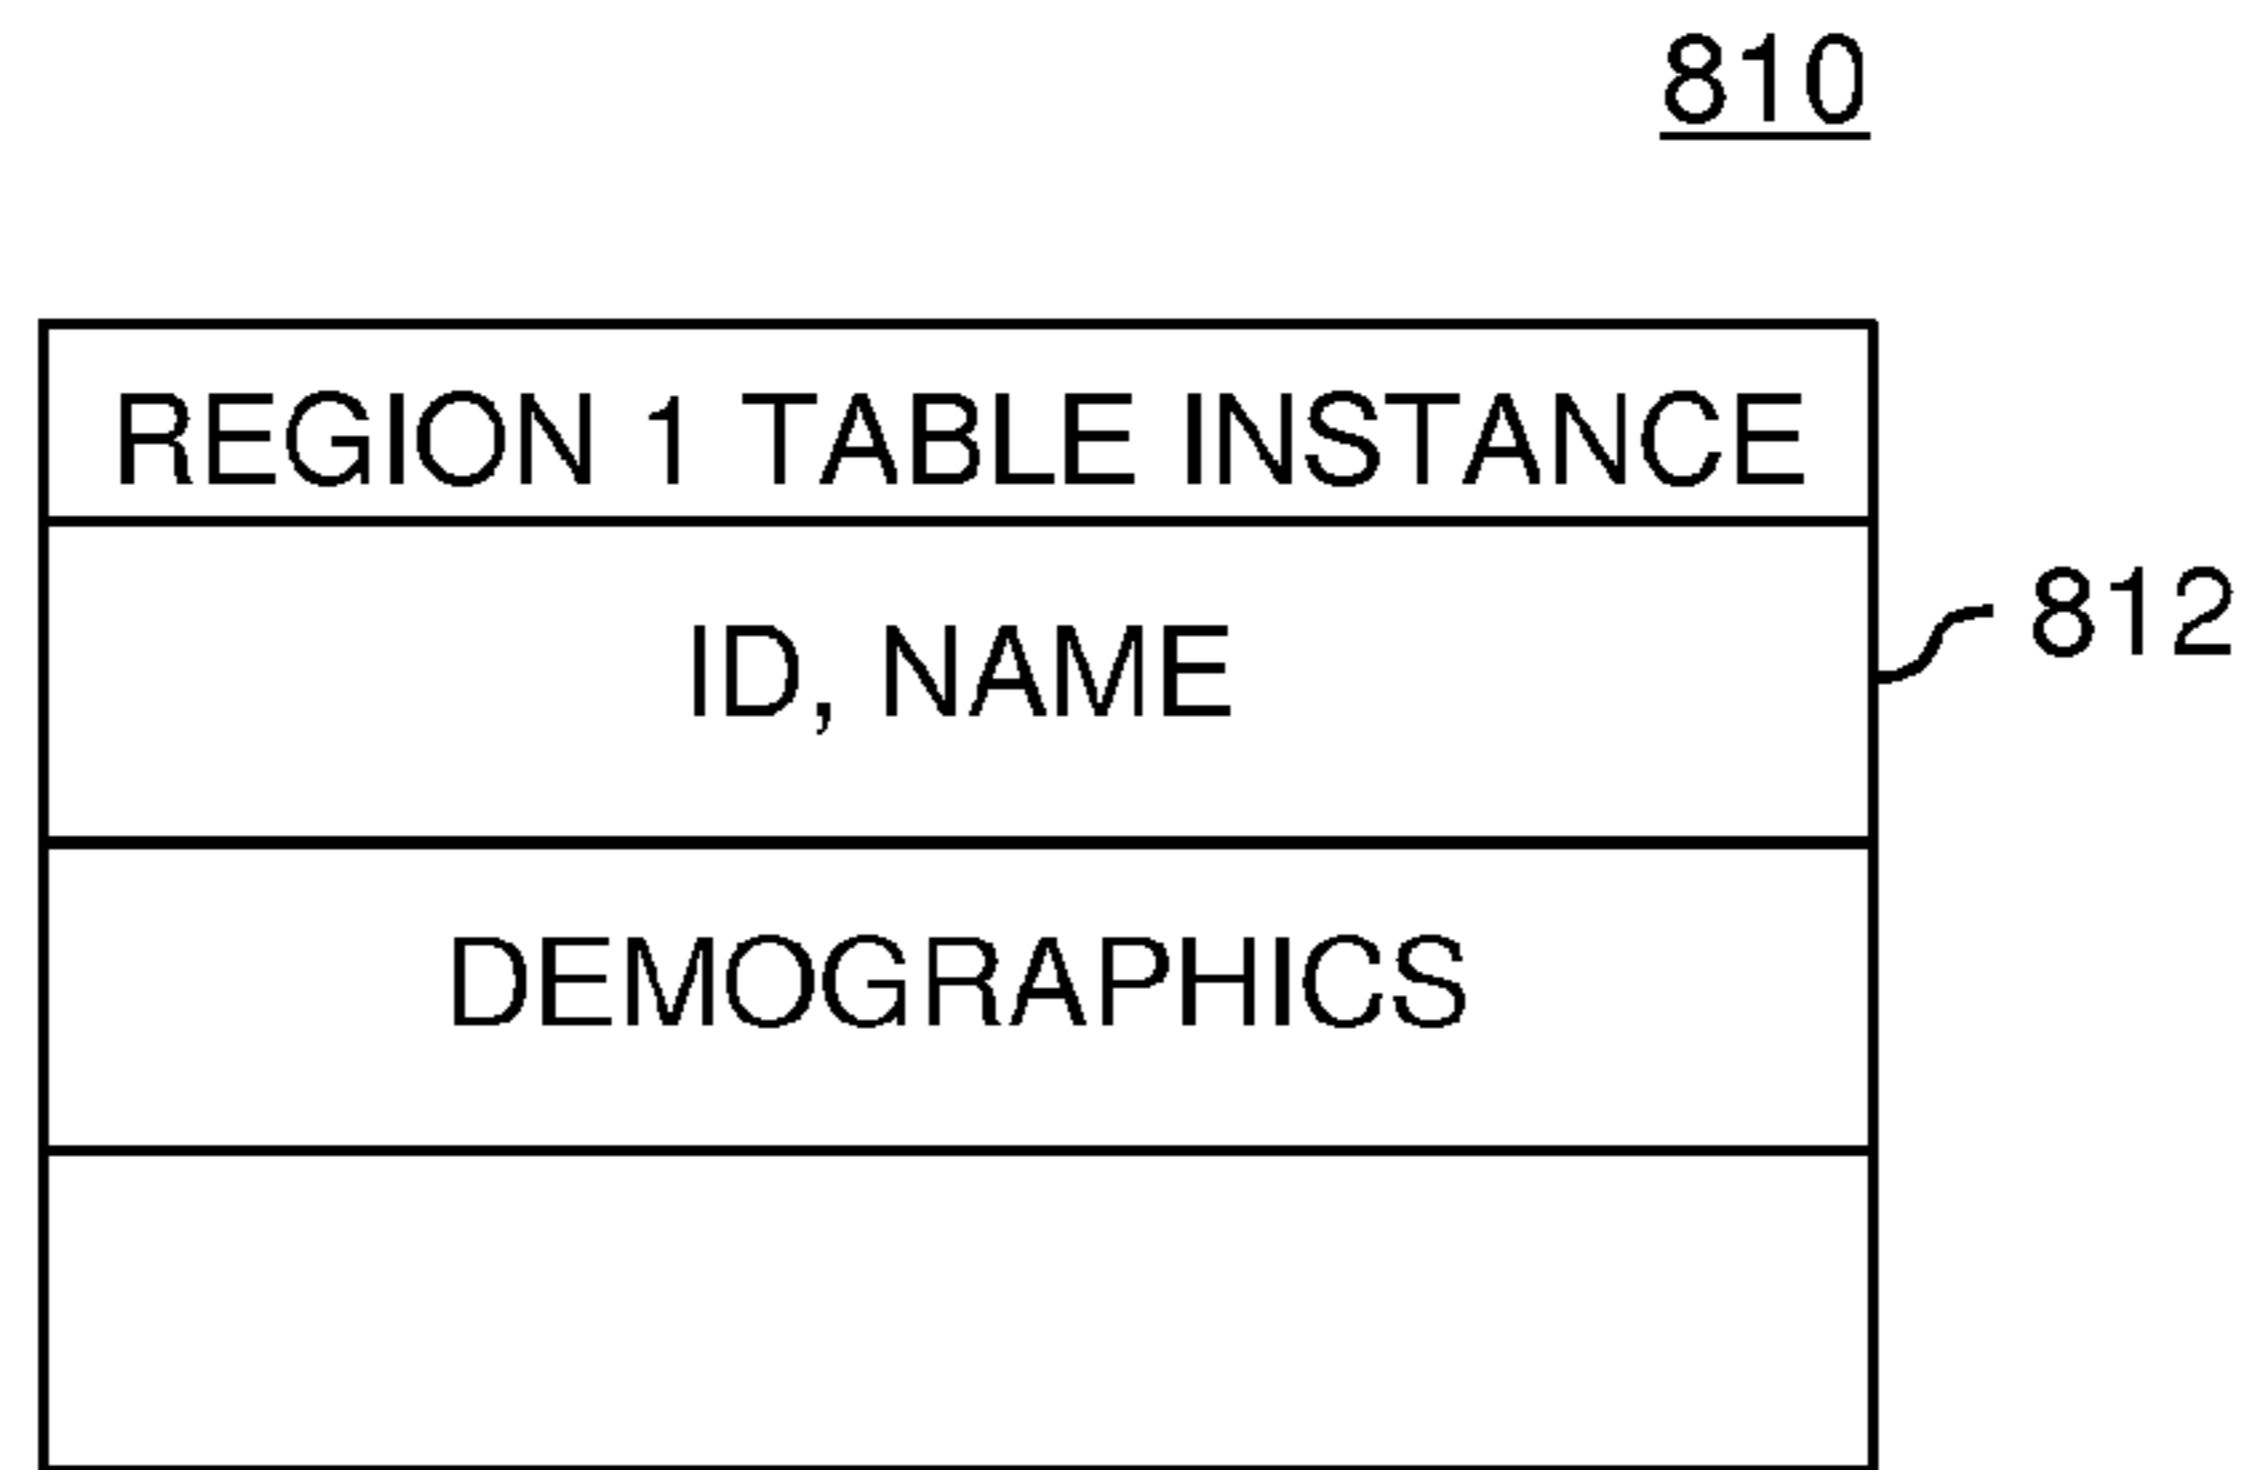 810
REGION 1 TABLE INSTANCE
ID, NAME
812
DEMOGRAPHICS